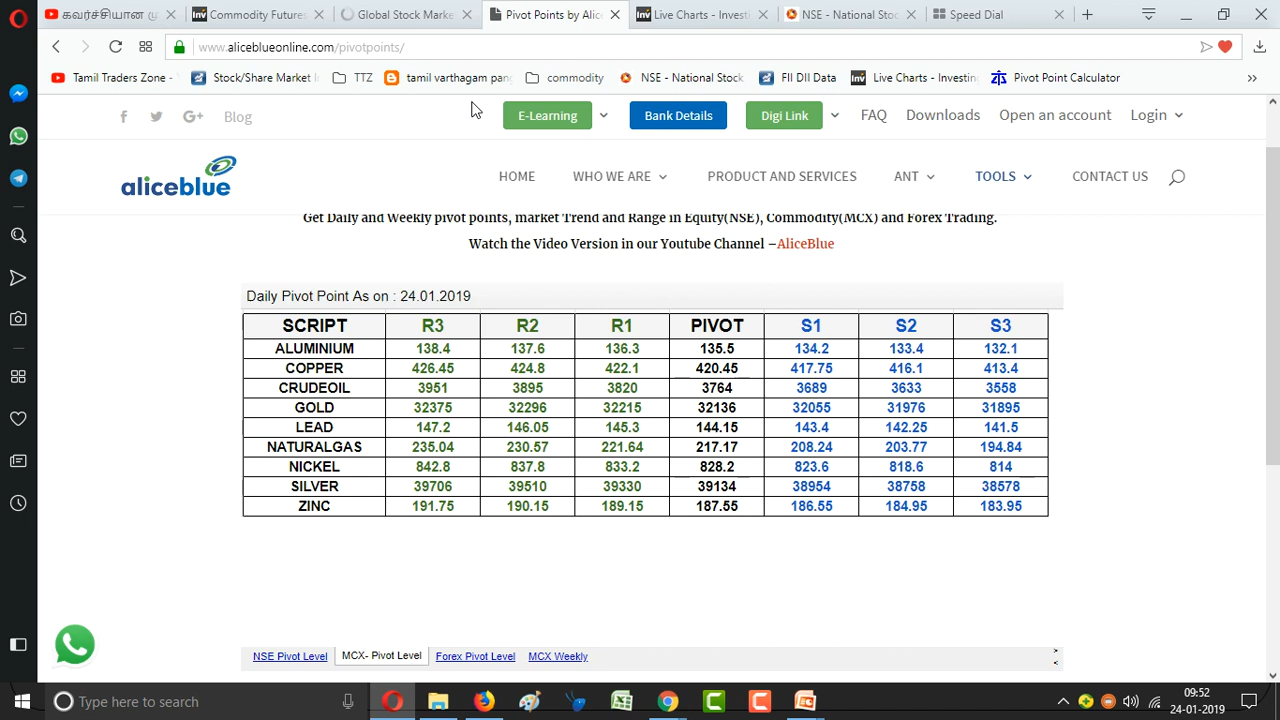 கவர்ச்சியான Commodity Futures Global Stock Marke Pivot Points by Alice Live Charts - Investi NSE - National Stoc Speed Dial
www.aliceblueonline.com/pivotpoints/
Tamil Traders Zone - Stock/Share Market TTZ tamil varthagam pan commodity NSE - National Stock FII DII Data Live Charts - Investin Pivot Point Calculator
Blog E-Learning Bank Details Digi Link FAQ Downloads Open an account Login
aliceblue HOME WHO WE ARE PRODUCT AND SERVICES ANT TOOLS CONTACT US
Get Daily and Weekly pivot points, market Trend and Range in Equity(NSE), Commodity(MCX) and Forex Trading.
Watch the Video Version in our Youtube Channel –AliceBlue
Daily Pivot Point As on : 24.01.2019
SCRIPT R3 R2 R1 PIVOT S1 S2 S3
ALUMINIUM 138.4 137.6 136.3 135.5 134.2 133.4 132.1
COPPER 426.45 424.8 422.1 420.45 417.75 416.1 413.4
CRUDEOIL 3951 3895 3820 3764 3689 3633 3558
GOLD 32375 32296 32215 32136 32055 31976 31895
LEAD 147.2 146.05 145.3 144.15 143.4 142.25 141.5
NATURALGAS 235.04 230.57 221.64 217.17 208.24 203.77 194.84
NICKEL 842.8 837.8 833.2 828.2 823.6 818.6 814
SILVER 39706 39510 39330 39134 38954 38758 38578
ZINC 191.75 190.15 189.15 187.55 186.55 184.95 183.95
NSE Pivot Level MCX- Pivot Level Forex Pivot Level MCX Weekly
Type here to search
09:52
24-01-2019